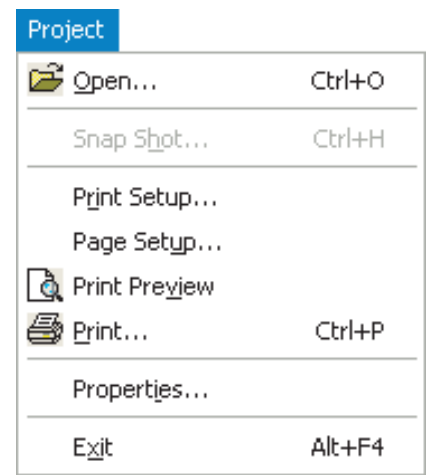 Project
Open... Ctrl+O
Snap Shot... Ctrl+H
Print Setup...
Page Setup...
Print Preview
Print... Ctrl+P
Properties...
Exit Alt+F4